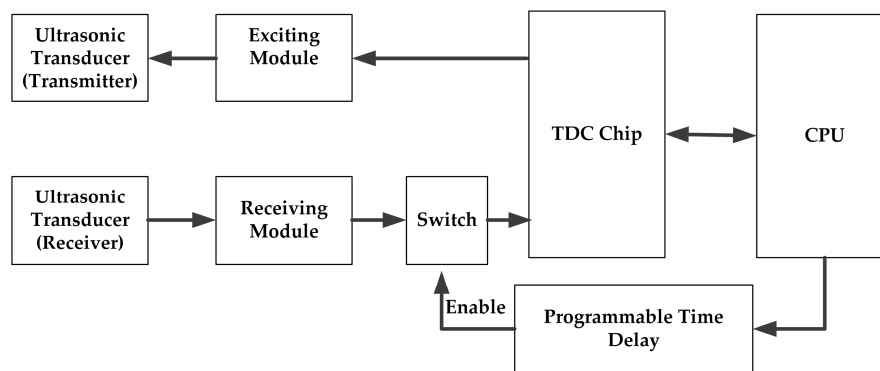 Ultrasonic
Transducer
(Transmitter)
Exciting
Module
TDC Chip
CPU
Ultrasonic
Transducer
(Receiver)
Receiving
Module
Switch
Enable
Programmable Time
Delay